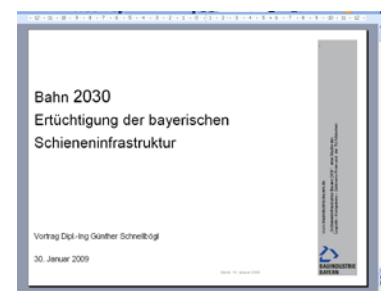 Bahn 2030
Ertüchtigung der bayerischen
Schieneninfrastruktur
Vortrag Dipl.-Ing Günther Schnellbögl
30. Januar 2009
BAUINDUSTRIE
BAYERN